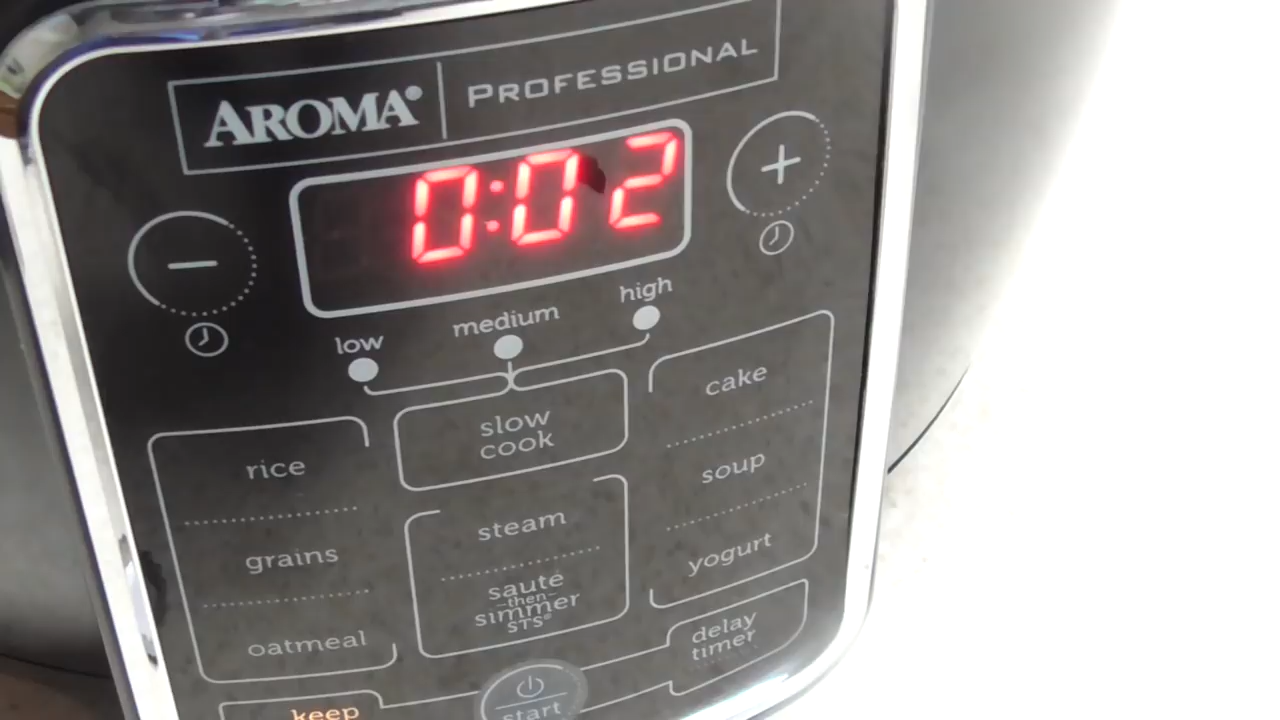 AROMA® PROFESSIONAL
0:02
+
−
low medium high
slow cook
rice
grains
oatmeal
steam
saute
~then~
simmer
STS®
cake
soup
yogurt
delay timer
keep
start